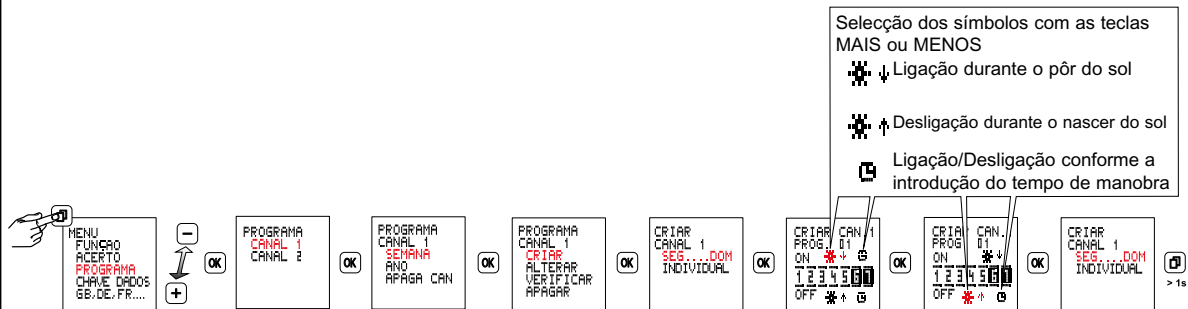 Selecção dos símbolos com as teclas
MAIS ou MENOS
Ligação durante o pôr do sol
Desligação durante o nascer do sol
Ligação/Desligação conforme a
introdução do tempo de manobra
MENU
FUNÇAO
ACERTO
PROGRAMA
CHAVE DADOS
GB,DE,FR....
−
+
OK
PROGRAMA
CANAL 1
CANAL 2
OK
PROGRAMA
CANAL 1
SEMANA
ANO
APAGA CAN
OK
PROGRAMA
CANAL 1
CRIAR
ALTERAR
VERIFICAR
APAGAR
OK
CRIAR
CANAL 1
SEG....DOM
INDIVIDUAL
OK
CRIAR CAN.1
PROG. 01
ON
1 2 3 4 5 6 7
OFF
OK
CRIAR CAN.
PROG 01
ON
1 2 3 4 5 6 7
OFF
OK
CRIAR
CANAL 1
SEG....DOM
INDIVIDUAL
> 1s